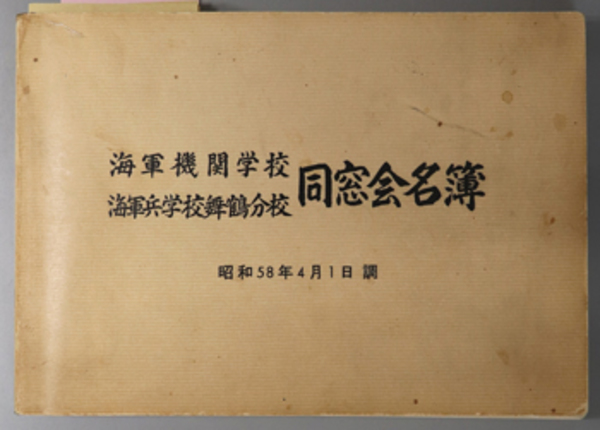 海軍機関学校
海軍兵学校舞鶴分校
同窓会名簿
昭和58年4月1日 調